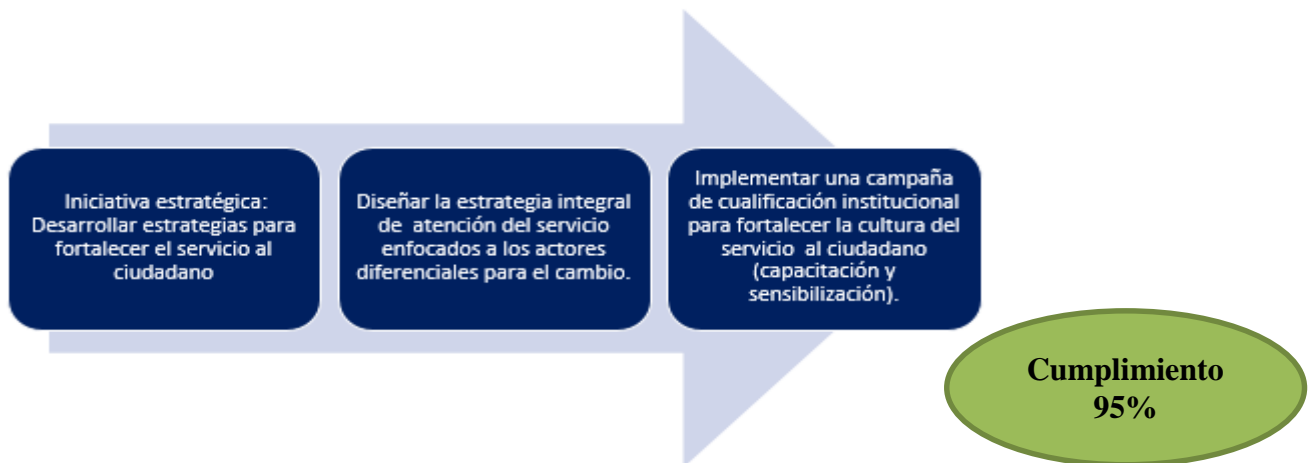 Iniciativa estratégica:
Desarrollar estrategias para
fortalecer el servicio al
ciudadano
Diseñar la estrategia integral
de atención del servicio
enfocados a los actores
diferenciales para el cambio.
Implementar una campaña
de cualificación institucional
para fortalecer la cultura del
servicio al ciudadano
(capacitación y
sensibilización).
Cumplimiento
95%